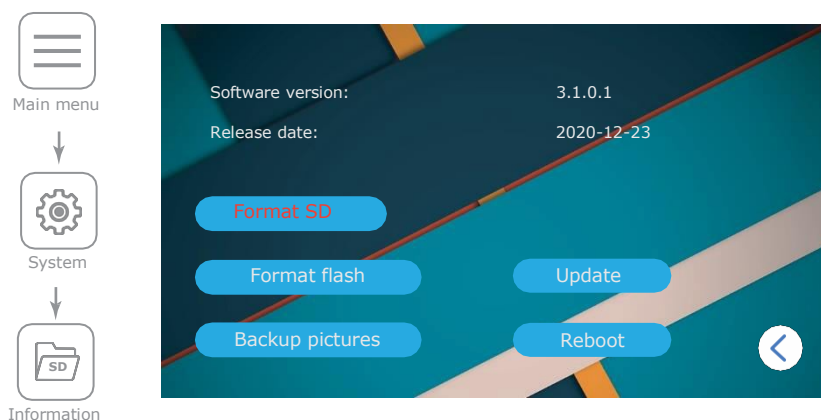 Main menu
System
SD
Information
Software version: 3.1.0.1
Release date: 2020-12-23
Format SD
Format flash Update
Backup pictures Reboot